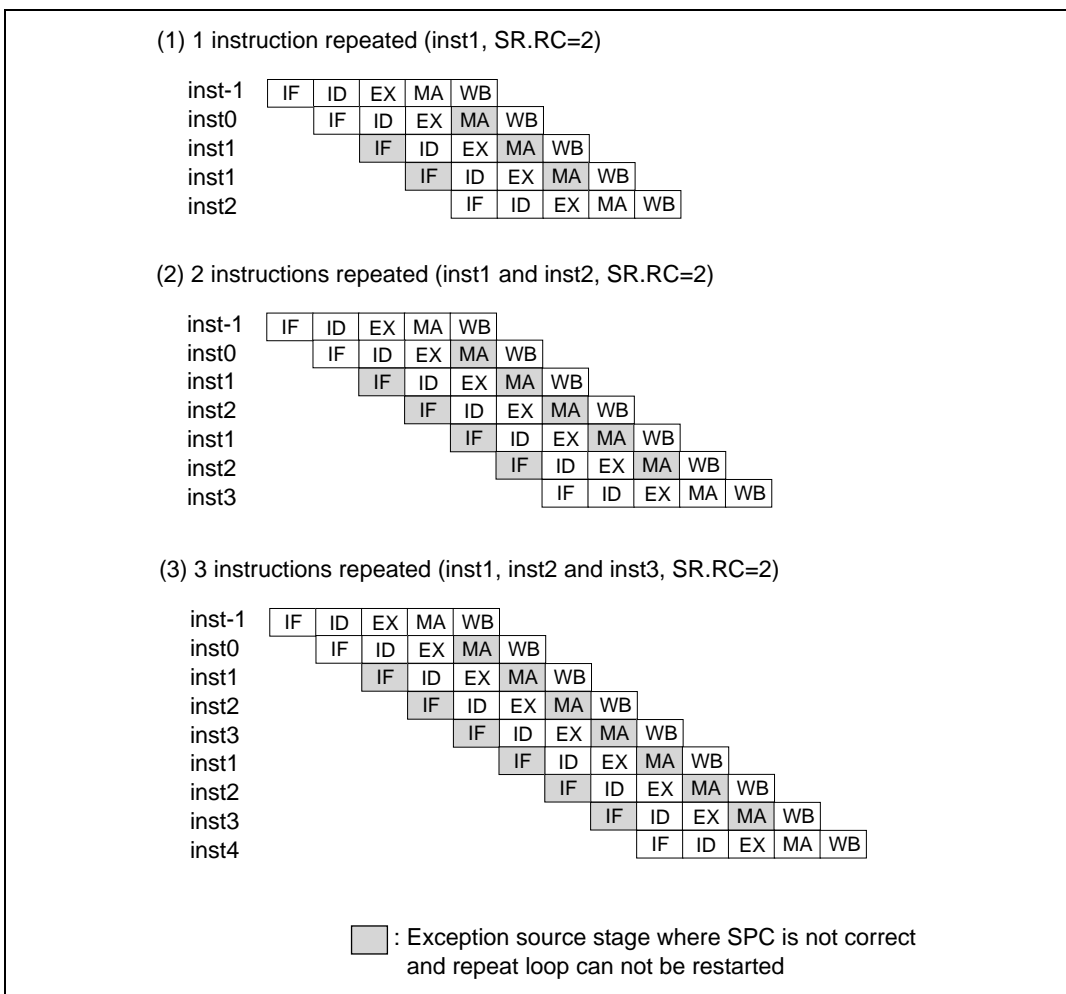 (1) 1 instruction repeated (inst1, SR.RC=2)
inst-1 IF ID EX MA WB
inst0 IF ID EX MA WB
inst1 IF ID EX MA WB
inst1 IF ID EX MA WB
inst2 IF ID EX MA WB
(2) 2 instructions repeated (inst1 and inst2, SR.RC=2)
inst-1 IF ID EX MA WB
inst0 IF ID EX MA WB
inst1 IF ID EX MA WB
inst2 IF ID EX MA WB
inst1 IF ID EX MA WB
inst2 IF ID EX MA WB
inst3 IF ID EX MA WB
(3) 3 instructions repeated (inst1, inst2 and inst3, SR.RC=2)
inst-1 IF ID EX MA WB
inst0 IF ID EX MA WB
inst1 IF ID EX MA WB
inst2 IF ID EX MA WB
inst3 IF ID EX MA WB
inst1 IF ID EX MA WB
inst2 IF ID EX MA WB
inst3 IF ID EX MA WB
inst4 IF ID EX MA WB
: Exception source stage where SPC is not correct
and repeat loop can not be restarted